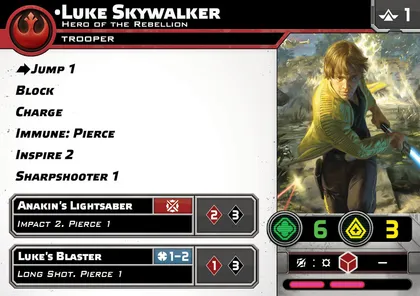 •Luke Skywalker
Hero of the Rebellion
1
Trooper
Jump 1
Block
Charge
Immune: Pierce
Inspire 2
Sharpshooter 1
Anakin's Lightsaber
2 3
Impact 2, Pierce 1
Luke's Blaster 1-2
1 3
Long Shot, Pierce 1
6 3